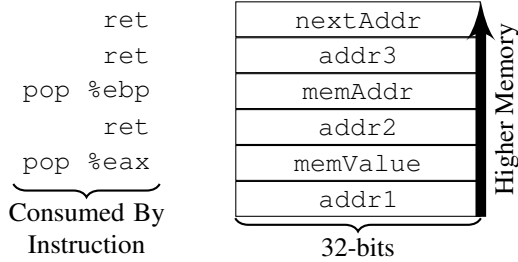 ret
ret
pop %ebp
ret
pop %eax
Consumed By
Instruction
nextAddr
addr3
memAddr
addr2
memValue
addr1
32-bits
Higher Memory